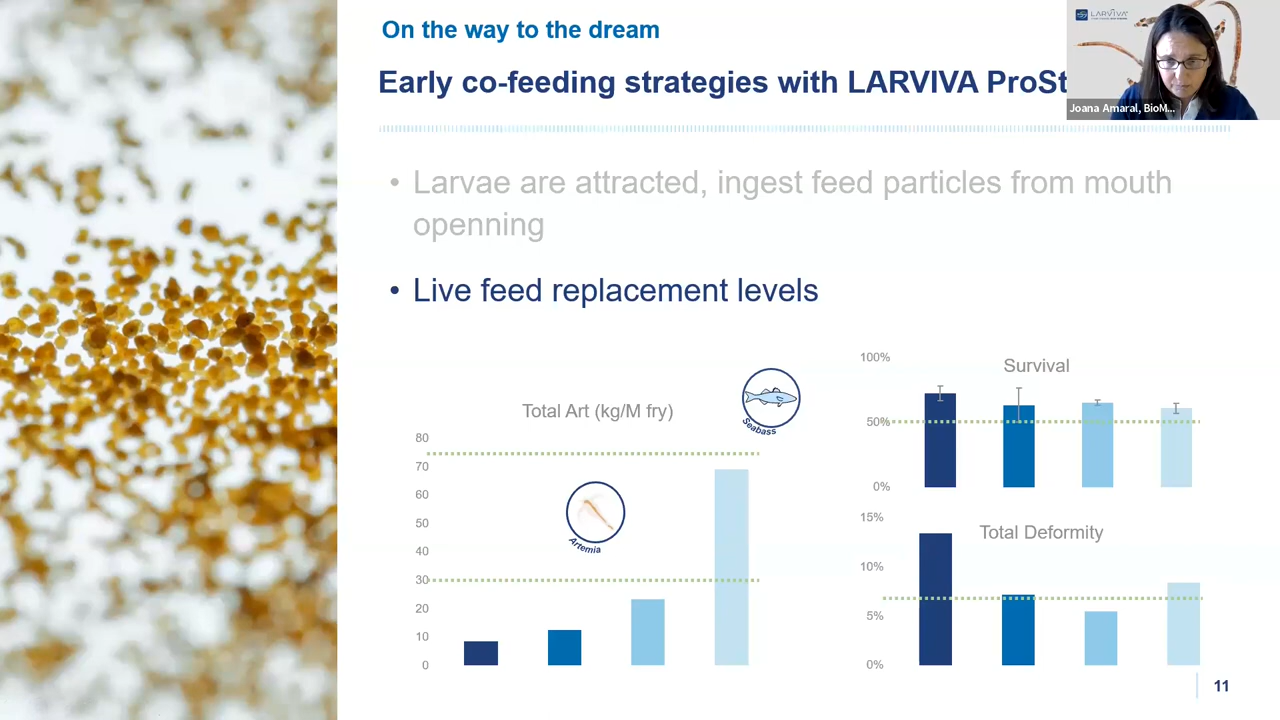 On the way to the dream
Early co-feeding strategies with LARVIVA ProSt
LARVIVA
Joana Amaral, BioM...
• Larvae are attracted, ingest feed particles from mouth
openning
• Live feed replacement levels
Total Art (kg/M fry)
80
70
60
50
40
30
20
10
0
Seabass
Artemia
Survival
100%
50%
0%
Total Deformity
15%
10%
5%
0%
11